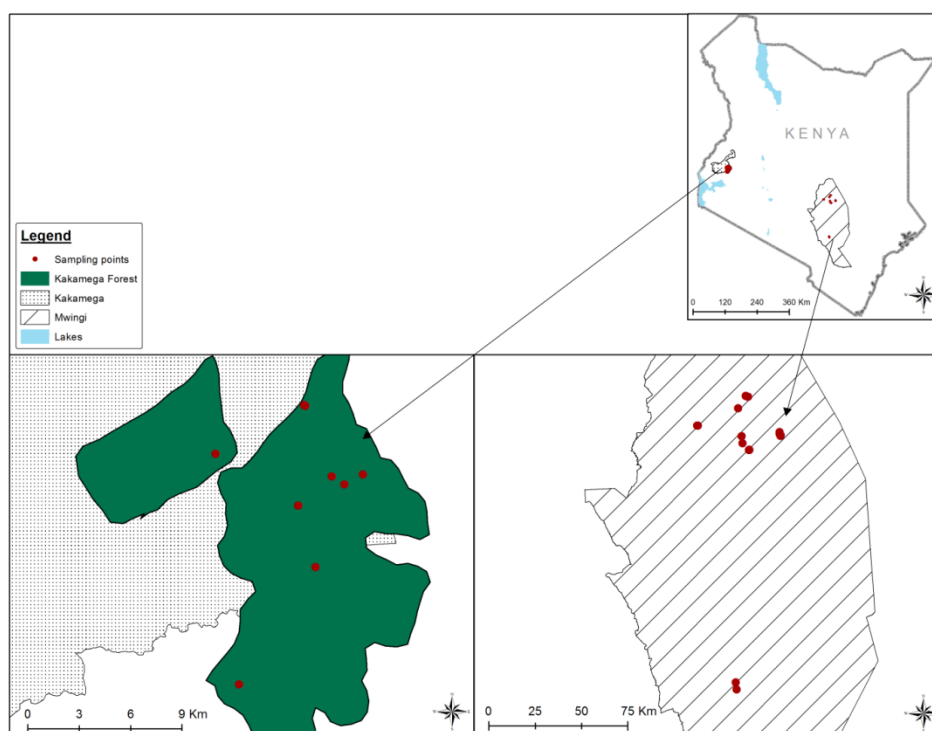 KENYA
0 120 240 360 Km
Legend
Sampling points
Kakamega Forest
Kakamega
Mwingi
Lakes
0 3 6 9 Km
0 25 50 75 Km